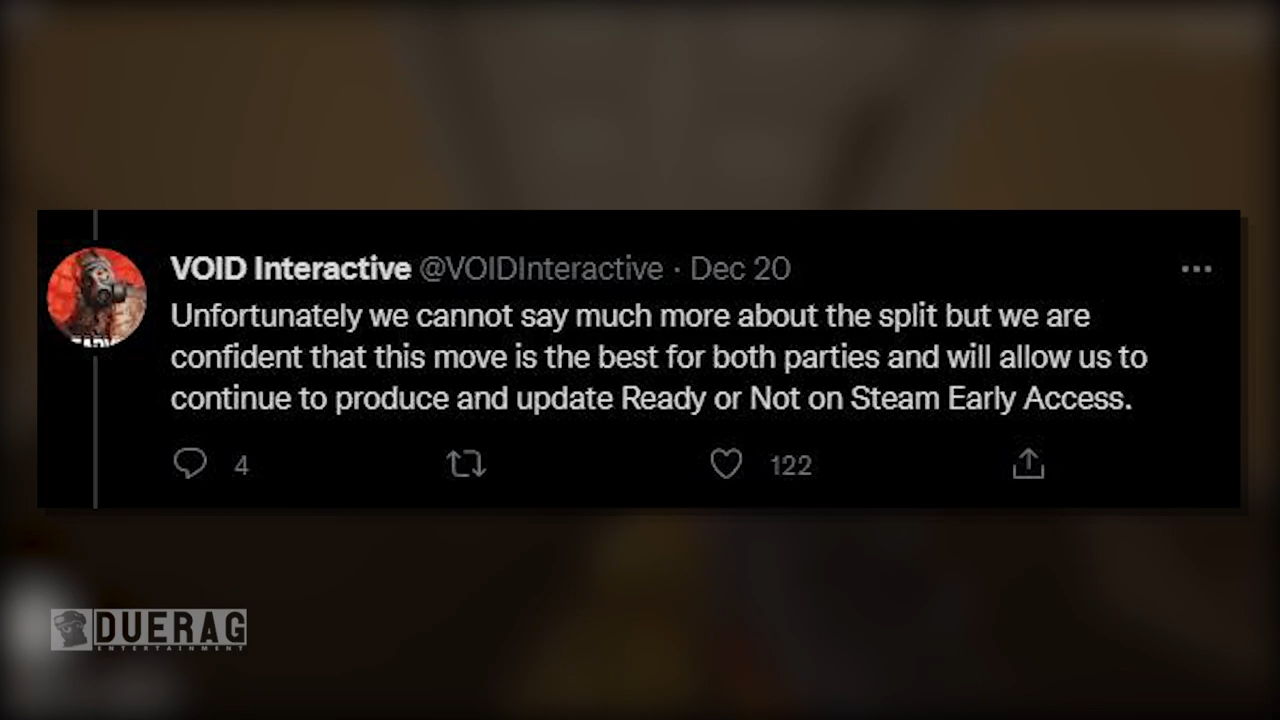 VOID Interactive @VOIDInteractive · Dec 20
Unfortunately we cannot say much more about the split but we are
confident that this move is the best for both parties and will allow us to
continue to produce and update Ready or Not on Steam Early Access.
4 122
DUERAG
ENTERTAINMENT